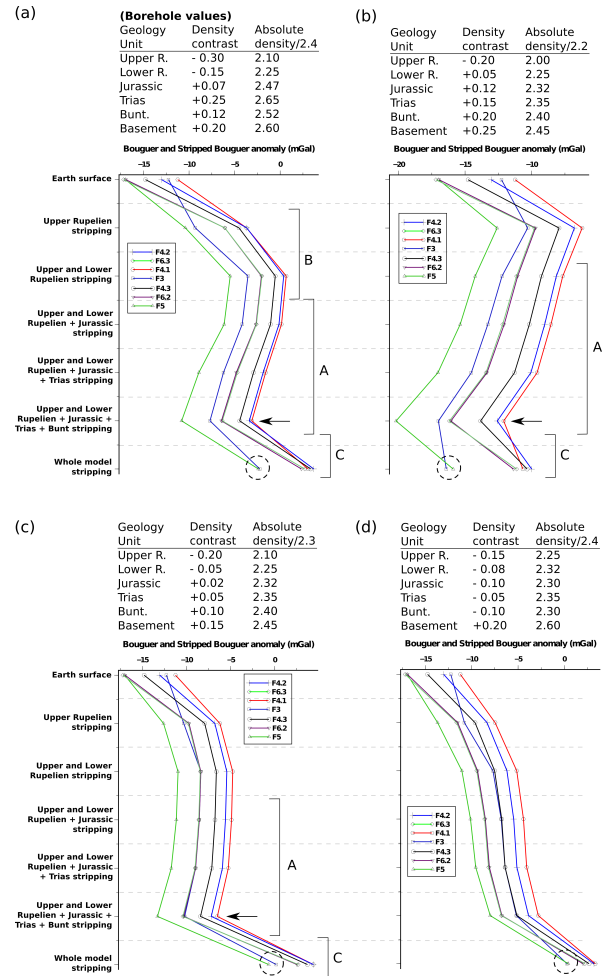 (a)
(Borehole values)
Geology Density Absolute
Unit contrast density/2.4
Upper R. - 0.30 2.10
Lower R. - 0.15 2.25
Jurassic +0.07 2.47
Trias +0.25 2.65
Bunt. +0.12 2.52
Basement +0.20 2.60
Bouguer and Stripped Bouguer anomaly (mGal)
−15 −10 −5 0
Earth surface
Upper Rupelien
stripping
Upper and Lower
Rupelien stripping
Upper and Lower
Rupelien + Jurassic
stripping
Upper and Lower
Rupelien + Jurassic
+ Trias stripping
Upper and Lower
Rupelien + Jurassic +
Trias + Bunt stripping
Whole model
stripping
F4.2
F6.3
F4.1
F3
F4.3
F6.2
F5
B
A
C
(b)
Geology Density Absolute
Unit contrast density/2.2
Upper R. - 0.20 2.00
Lower R. +0.05 2.25
Jurassic +0.12 2.32
Trias +0.15 2.35
Bunt. +0.20 2.40
Basement +0.25 2.45
Bouguer and Stripped Bouguer anomaly (mGal)
−20 −15 −10
F4.2
F6.3
F4.1
F3
F4.3
F6.2
F5
A
C
(c)
Geology Density Absolute
Unit contrast density/2.3
Upper R. - 0.20 2.10
Lower R. - 0.05 2.25
Jurassic +0.02 2.32
Trias +0.05 2.35
Bunt. +0.10 2.40
Basement +0.15 2.45
Bouguer and Stripped Bouguer anomaly (mGal)
−15 −10 −5 0
Earth surface
Upper Rupelien
stripping
Upper and Lower
Rupelien stripping
Upper and Lower
Rupelien + Jurassic
stripping
Upper and Lower
Rupelien + Jurassic
+ Trias stripping
Upper and Lower
Rupelien + Jurassic +
Trias + Bunt stripping
Whole model
stripping
F4.2
F6.3
F4.1
F3
F4.3
F6.2
F5
A
C
(d)
Geology Density Absolute
Unit contrast density/2.4
Upper R. - 0.15 2.25
Lower R. - 0.08 2.32
Jurassic - 0.10 2.30
Trias - 0.05 2.35
Bunt. - 0.10 2.30
Basement +0.20 2.60
Bouguer and Stripped Bouguer anomaly (mGal)
−15 −10 −5 0
F4.2
F6.3
F4.1
F3
F4.3
F6.2
F5